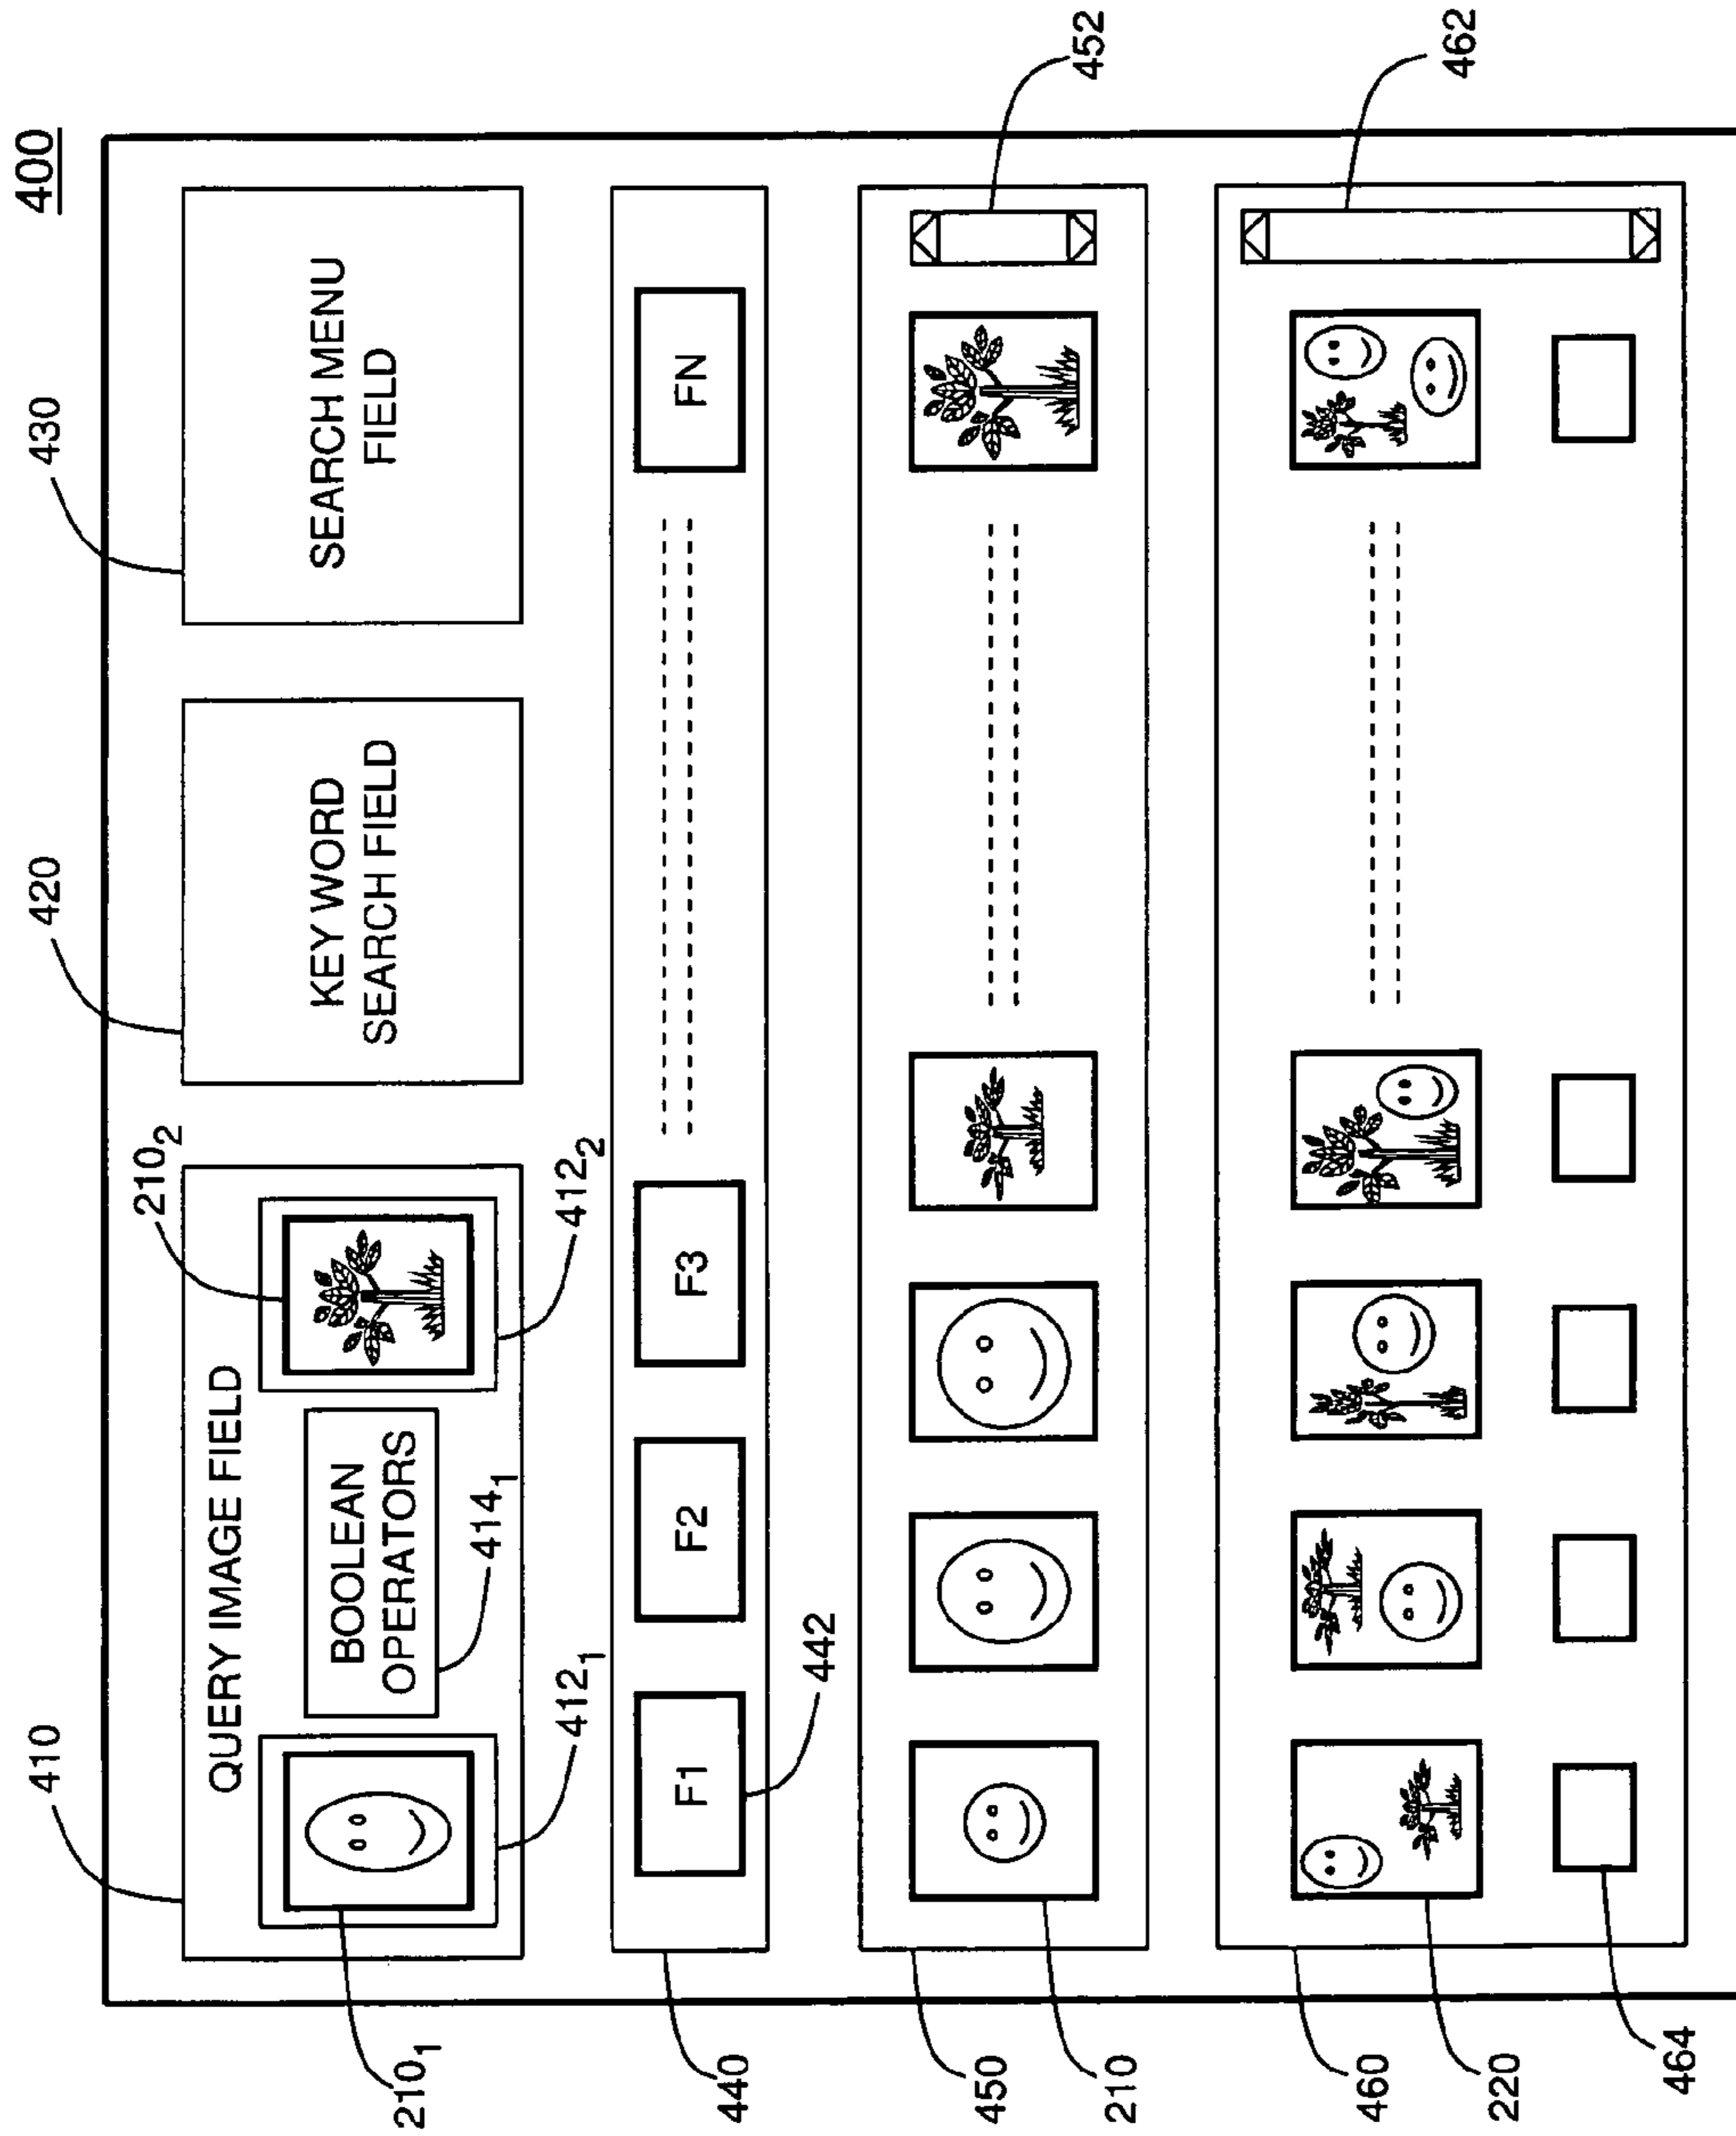 400
410
420
430
QUERY IMAGE FIELD
KEY WORD
SEARCH FIELD
SEARCH MENU
FIELD
BOOLEAN
OPERATORS
210₁
210₂
412₁
414₁
412₂
440
F1
F2
F3
FN
442
450
452
210
460
462
220
464